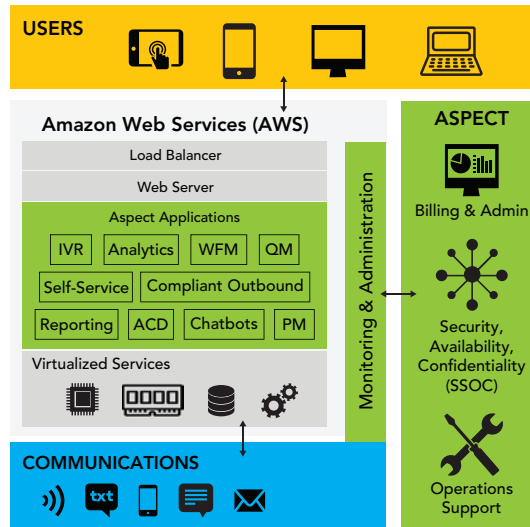 USERS
Amazon Web Services (AWS)
Load Balancer
Web Server
Aspect Applications
IVR
Analytics
WFM
QM
Self-Service
Compliant Outbound
Reporting
ACD
Chatbots
PM
Virtualized Services
Monitoring & Administration
ASPECT
Billing & Admin
Security,
Availability,
Confidentiality
(SSOC)
Operations
Support
COMMUNICATIONS
txt